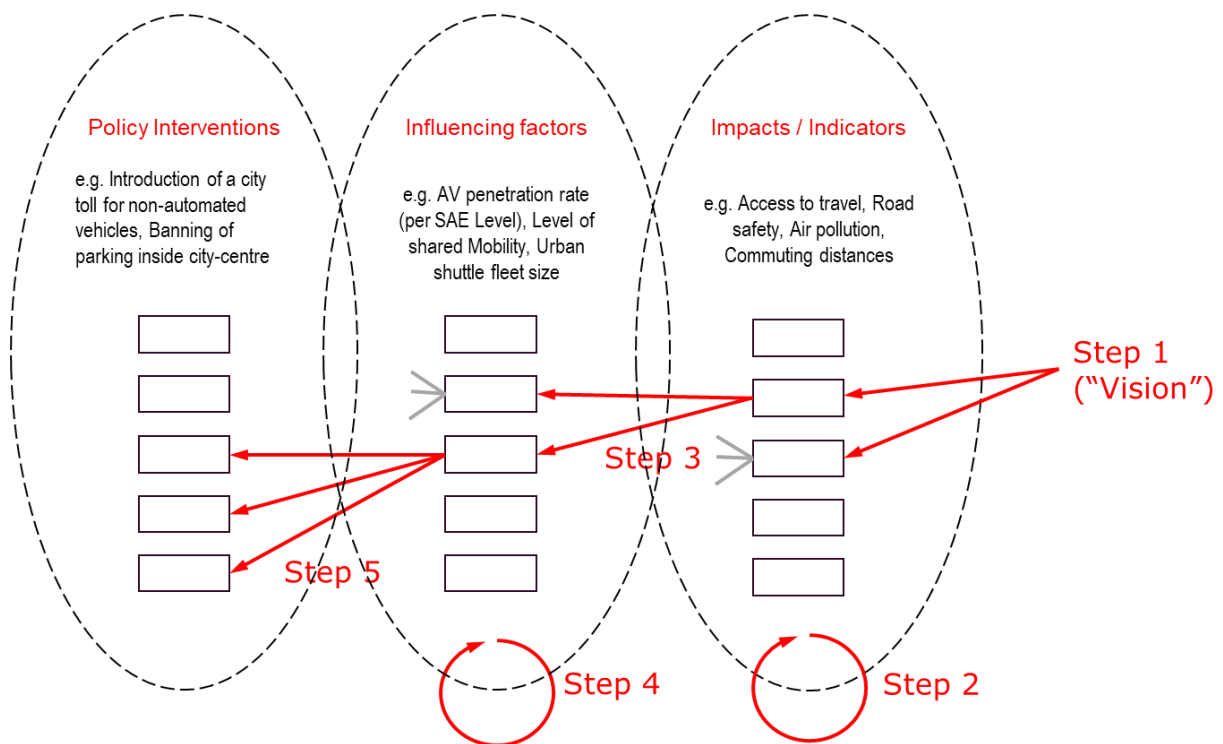 Policy Interventions
e.g. Introduction of a city
toll for non-automated
vehicles, Banning of
parking inside city-centre
Influencing factors
e.g. AV penetration rate
(per SAE Level), Level of
shared Mobility, Urban
shuttle fleet size
Impacts / Indicators
e.g. Access to travel, Road
safety, Air pollution,
Commuting distances
Step 1
(“Vision”)
Step 3
Step 5
Step 4
Step 2